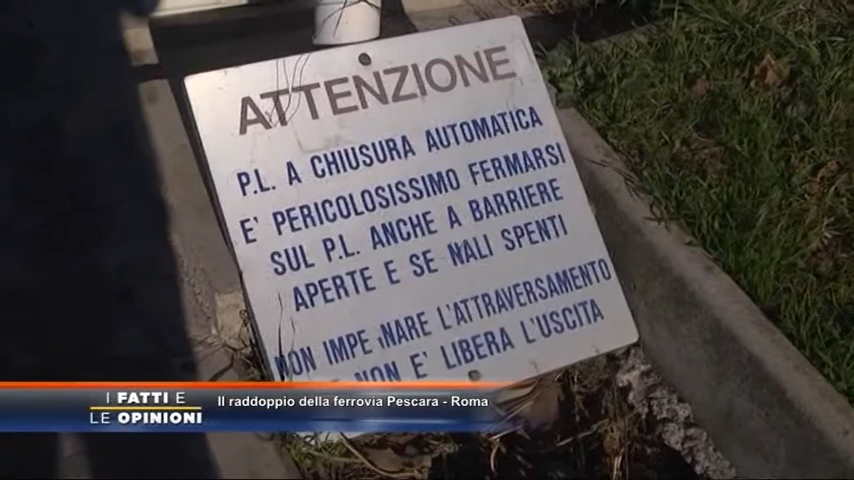 ATTENZIONE
P.L. A CHIUSURA AUTOMATICA
E' PERICOLOSISSIMO FERMARSI
SUL P.L. ANCHE A BARRIERE
APERTE E SE NALI SPENTI
NON IMPE NARE L'ATTRAVERSAMENTO
NON E' LIBERA L'USCITA
I FATTI E
LE OPINIONI
Il raddoppio della ferrovia Pescara - Roma